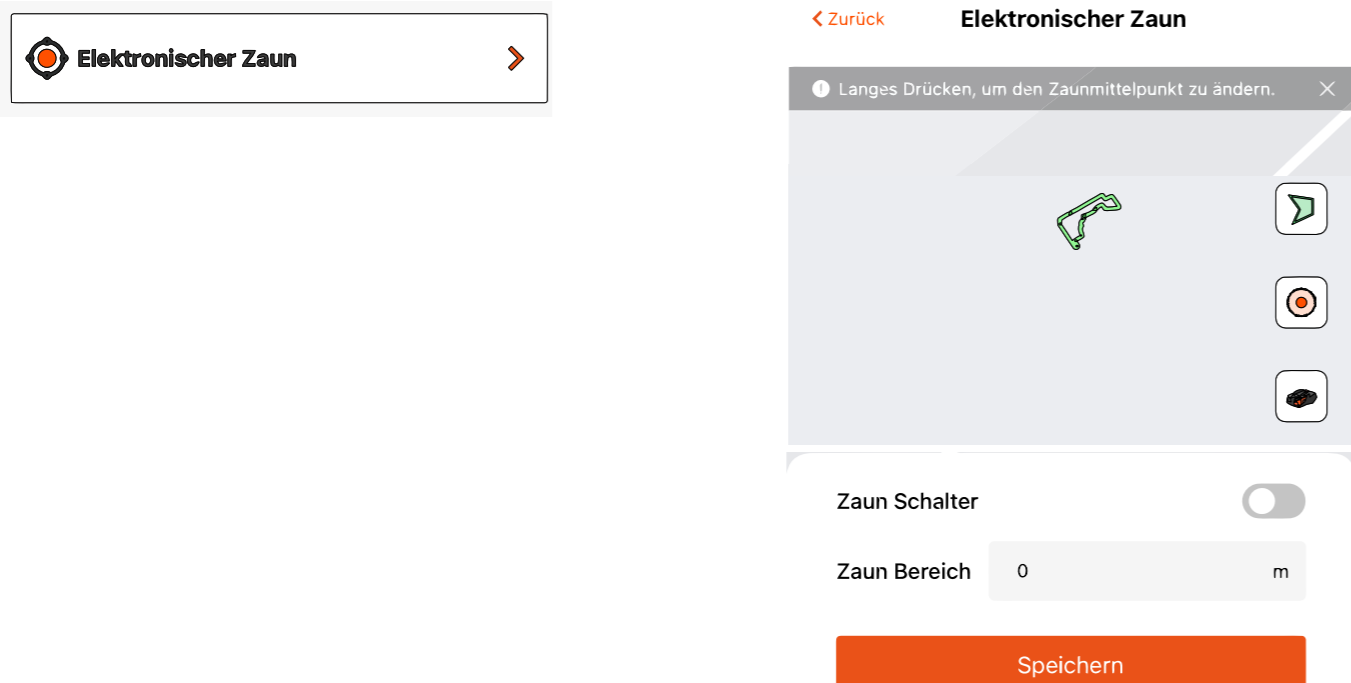 Elektronischer Zaun
Zurück
Elektronischer Zaun
Langes Drücken, um den Zaunmittelpunkt zu ändern.
Zaun Schalter
Zaun Bereich 0 m
Speichern